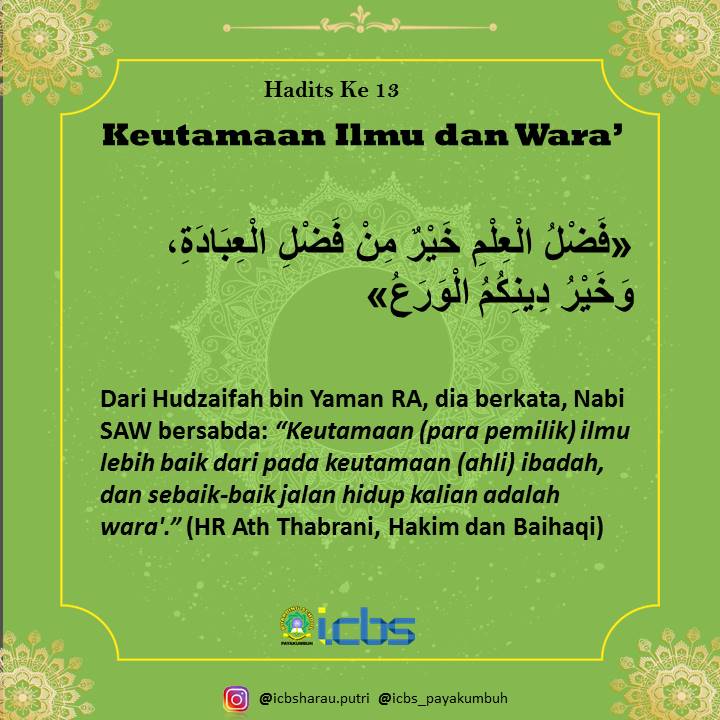 Hadits Ke 13
Keutamaan Ilmu dan Wara’
«فَضْلُ الْعِلْمِ خَيْرٌ مِنْ فَضْلِ الْعِبَادَةِ،
وَخَيْرُ دِينِكُمُ الْوَرَعُ»
Dari Hudzaifah bin Yaman RA, dia berkata, Nabi
SAW bersabda: “Keutamaan (para pemilik) ilmu
lebih baik dari pada keutamaan (ahli) ibadah,
dan sebaik-baik jalan hidup kalian adalah
wara'.” (HR Ath Thabrani, Hakim dan Baihaqi)
PAYAKUMBUH
icbs
@icbsharau.putri @icbs_payakumbuh